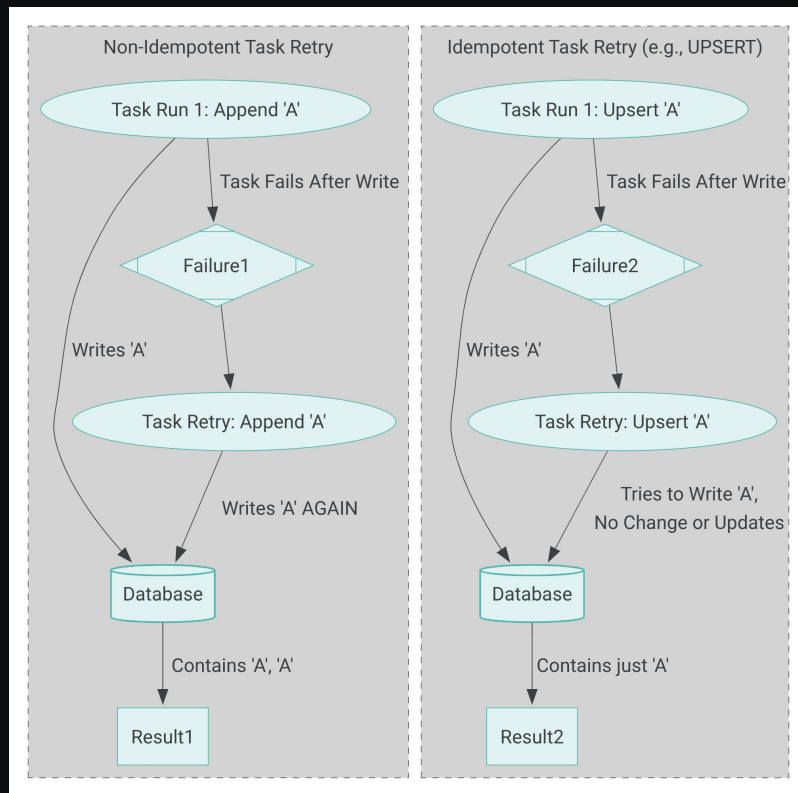 Non-Idempotent Task Retry
Task Run 1: Append 'A'
Task Fails After Write
Failure1
Writes 'A'
Task Retry: Append 'A'
Writes 'A' AGAIN
Database
Contains 'A', 'A'
Result1
Idempotent Task Retry (e.g., UPSERT)
Task Run 1: Upsert 'A'
Task Fails After Write
Failure2
Writes 'A'
Task Retry: Upsert 'A'
Tries to Write 'A',
No Change or Updates
Database
Contains just 'A'
Result2